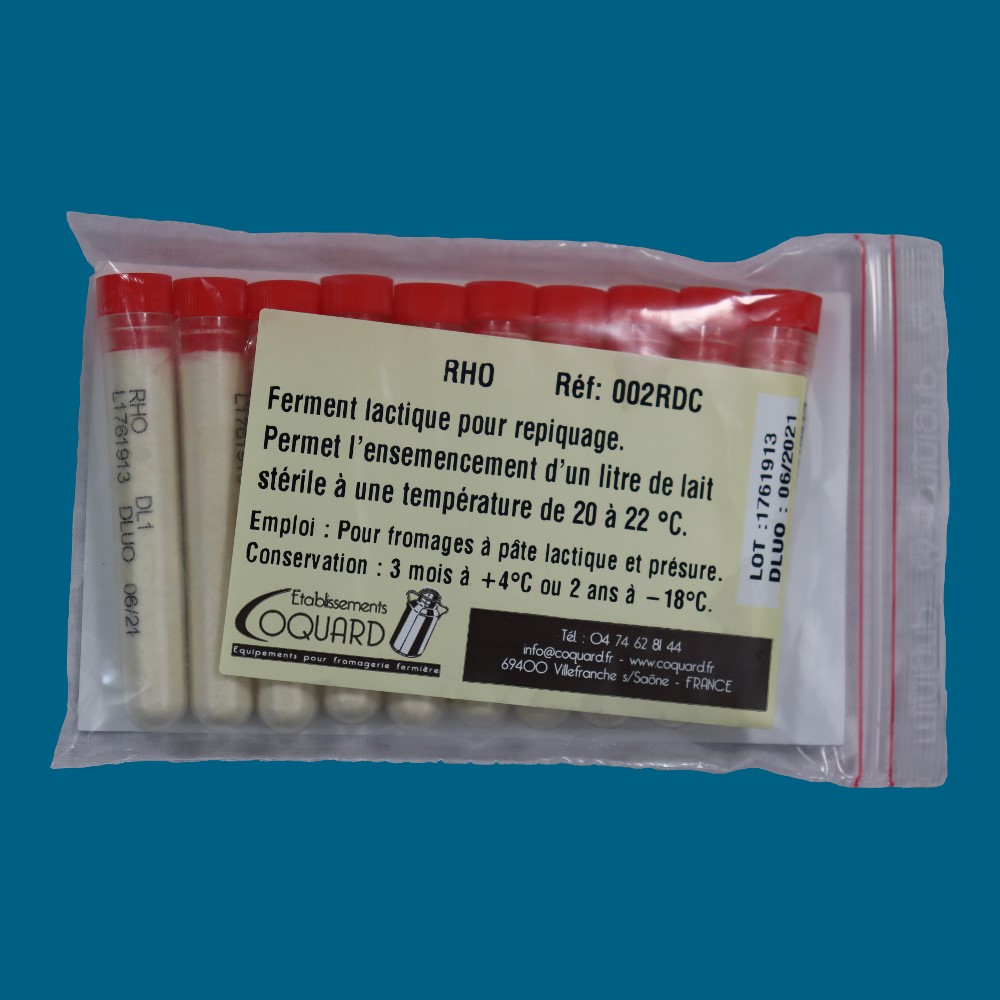 RHO Réf: 002RDC
Ferment lactique pour repiquage.
Permet l'ensemencement d'un litre de lait
stérile à une température de 20 à 22 °C.
Emploi : Pour fromages à pâte lactique et présure.
Conservation : 3 mois à +4°C ou 2 ans à –18°C.
Etablissements
COQUARD
Equipements pour fromagerie fermière
Tél : 04 74 62 81 44
info@coquard.fr - www.coquard.fr
69400 Villefranche s/Saône - FRANCE
LOT :1761913
DLUO : 06/2021
RHO DL1
L1761913 DLUO 06/21